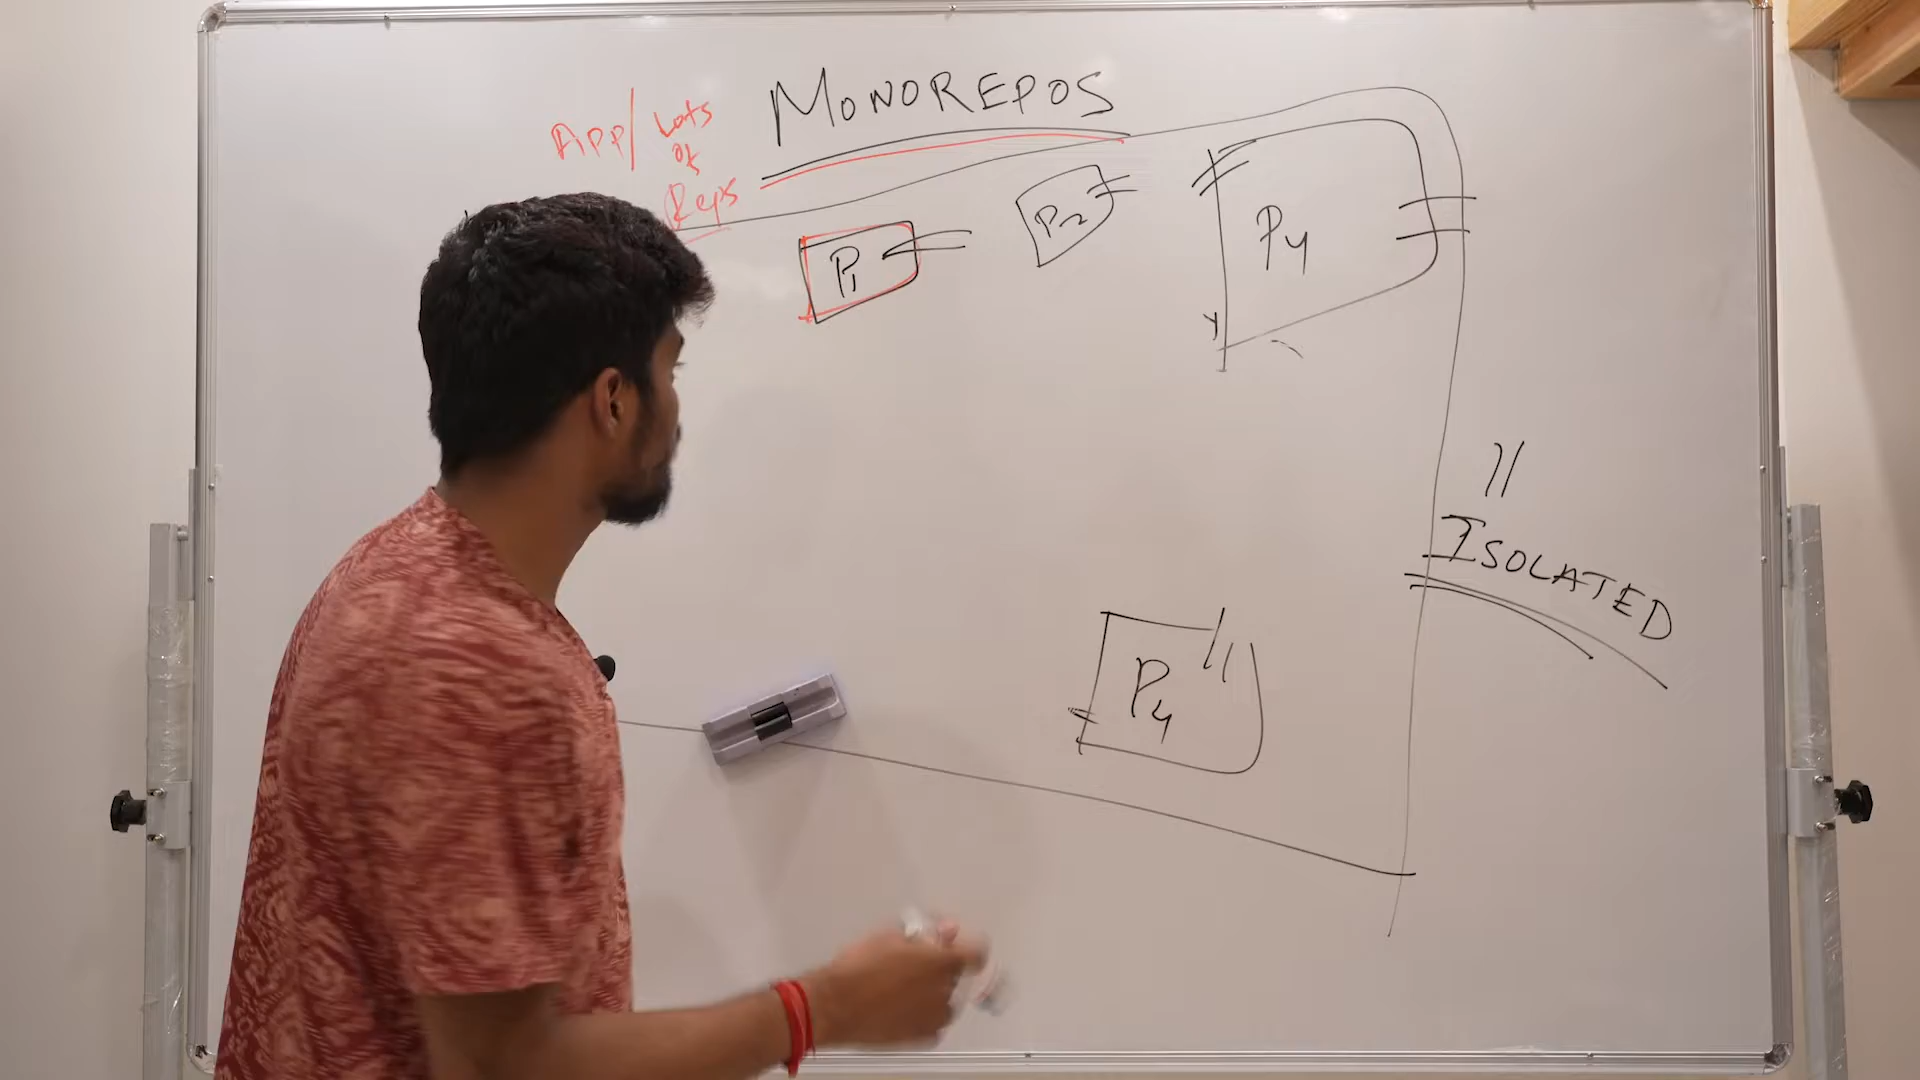 MONOREPOS
App/ Lots
of
Reps
P1
P2
P4
ISOLATED
P4